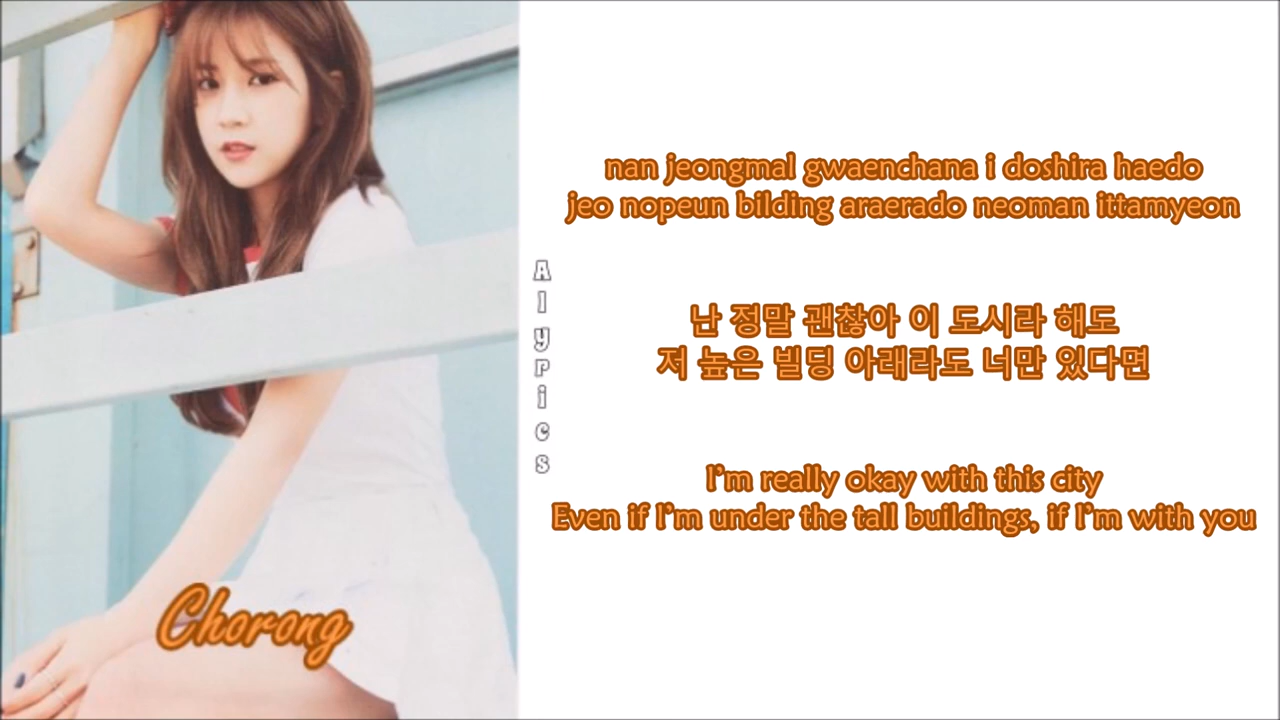 nan jeongmal gwaenchana i doshira haedo
jeo nopeun bilding araerado neoman ittamyeon
난 정말 괜찮아 이 도시라 해도
저 높은 빌딩 아래라도 너만 있다면
I'm really okay with this city
Even if I'm under the tall buildings, if I'm with you
Alyrics
Chorong